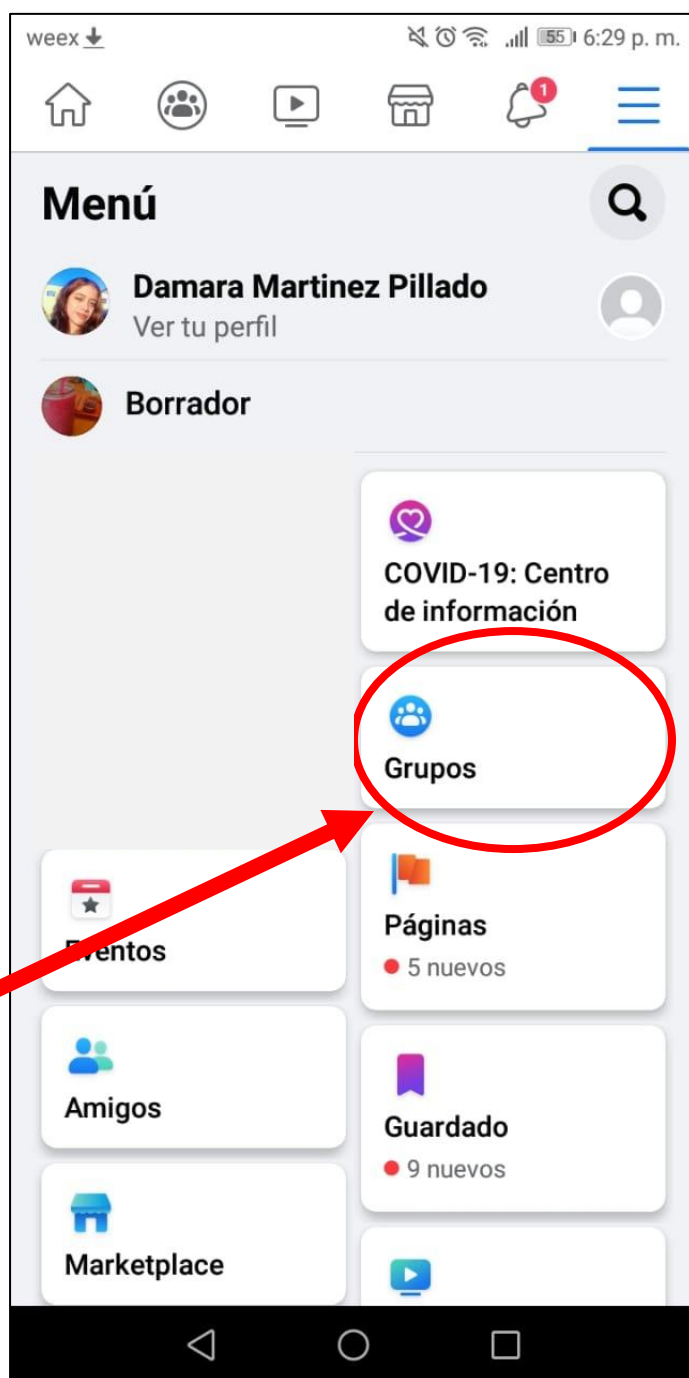 weex 55 6:29 p. m.
1
Menú
Damara Martinez Pillado
Ver tu perfil
Borrador
COVID-19: Centro
de información
Grupos
Eventos
Páginas
5 nuevos
Amigos
Guardado
9 nuevos
Marketplace